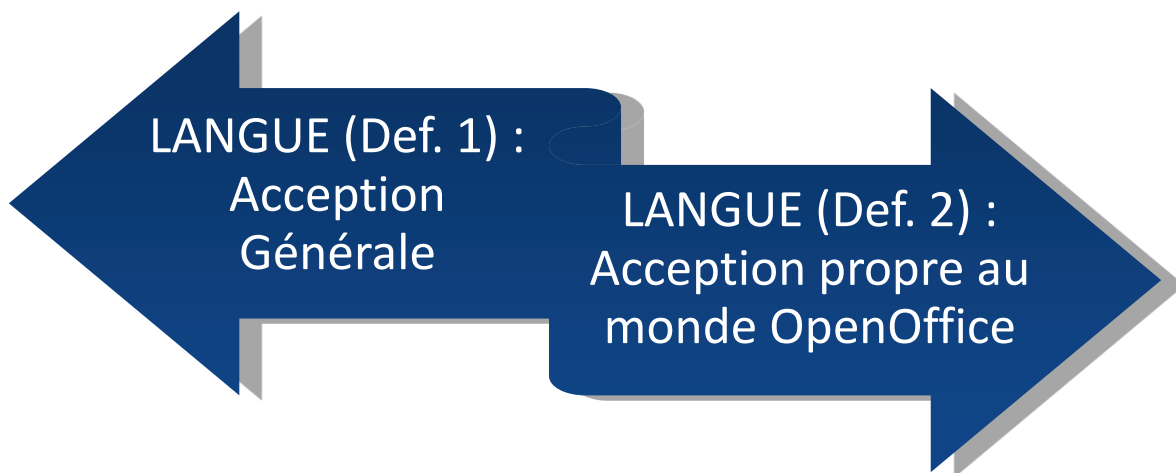 LANGUE (Def. 1) :
Acception
Générale
LANGUE (Def. 2) :
Acception propre au
monde OpenOffice